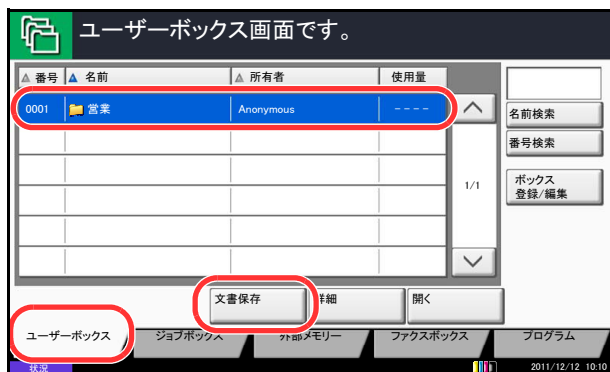 ユーザーボックス画面です。
番号 名前 所有者 使用量
0001 営業 Anonymous ----
名前検索
番号検索
1/1
ボックス
登録/編集
文書保存 詳細 開く
ユーザーボックス ジョブボックス 外部メモリー ファクスボックス プログラム
状況 2011/12/12 10:10